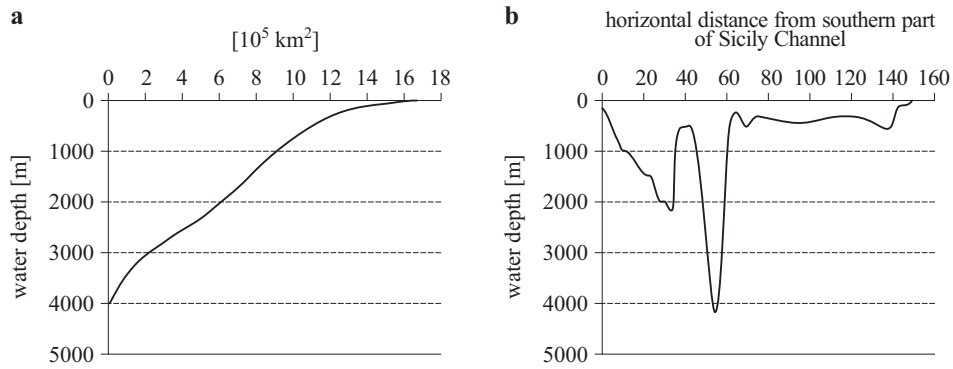 a
[10⁵ km²]
0 2 4 6 8 10 12 14 16 18
0
1000
2000
3000
4000
5000
water depth [m]
b
horizontal distance from southern part
of Sicily Channel
0 20 40 60 80 100 120 140 160
0
1000
2000
3000
4000
5000
water depth [m]